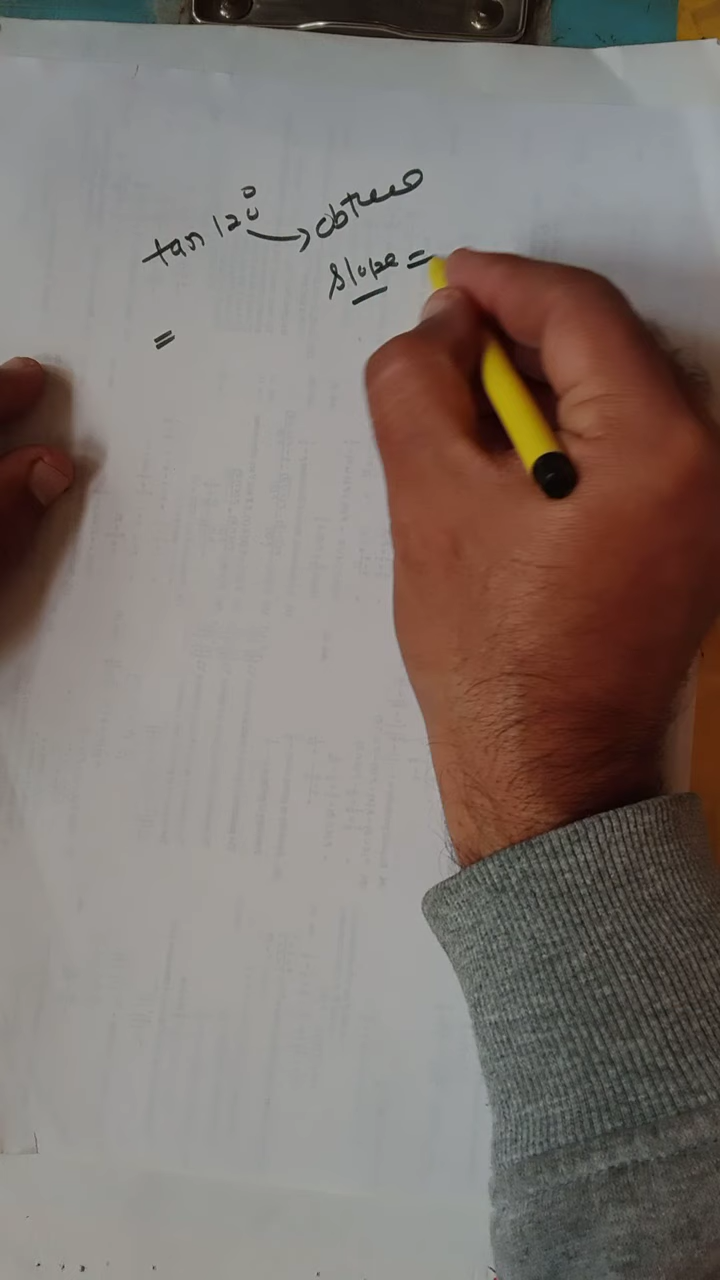 tan 120° → obtuse
slope =
=